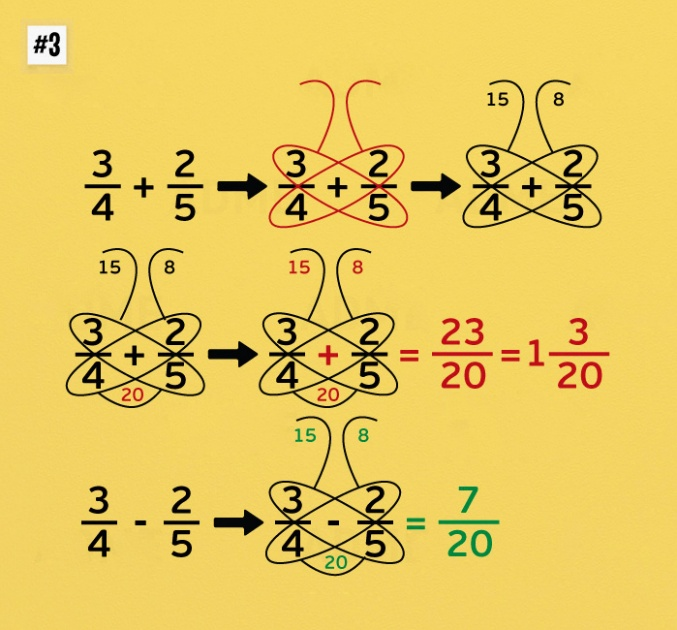 #3
3/4 + 2/5 → 3/4 + 2/5 → 15 8 3/4 + 2/5
15 8 3/4 + 2/5 20 → 15 8 3/4 + 2/5 20 = 23/20 = 1 3/20
3/4 - 2/5 → 15 8 3/4 - 2/5 20 = 7/20